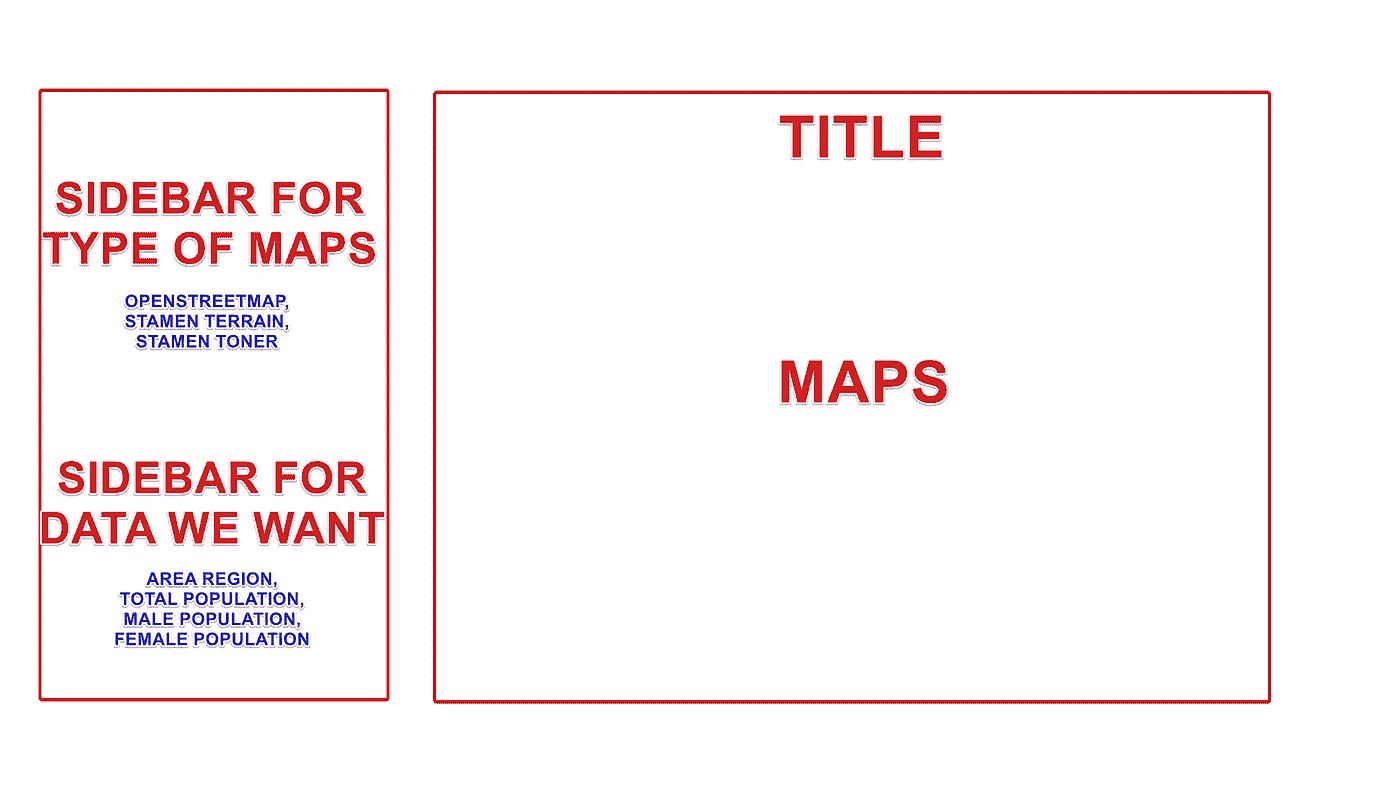 SIDEBAR FOR
TYPE OF MAPS
OPENSTREETMAP,
STAMEN TERRAIN,
STAMEN TONER
SIDEBAR FOR
DATA WE WANT
AREA REGION,
TOTAL POPULATION,
MALE POPULATION,
FEMALE POPULATION
TITLE
MAPS